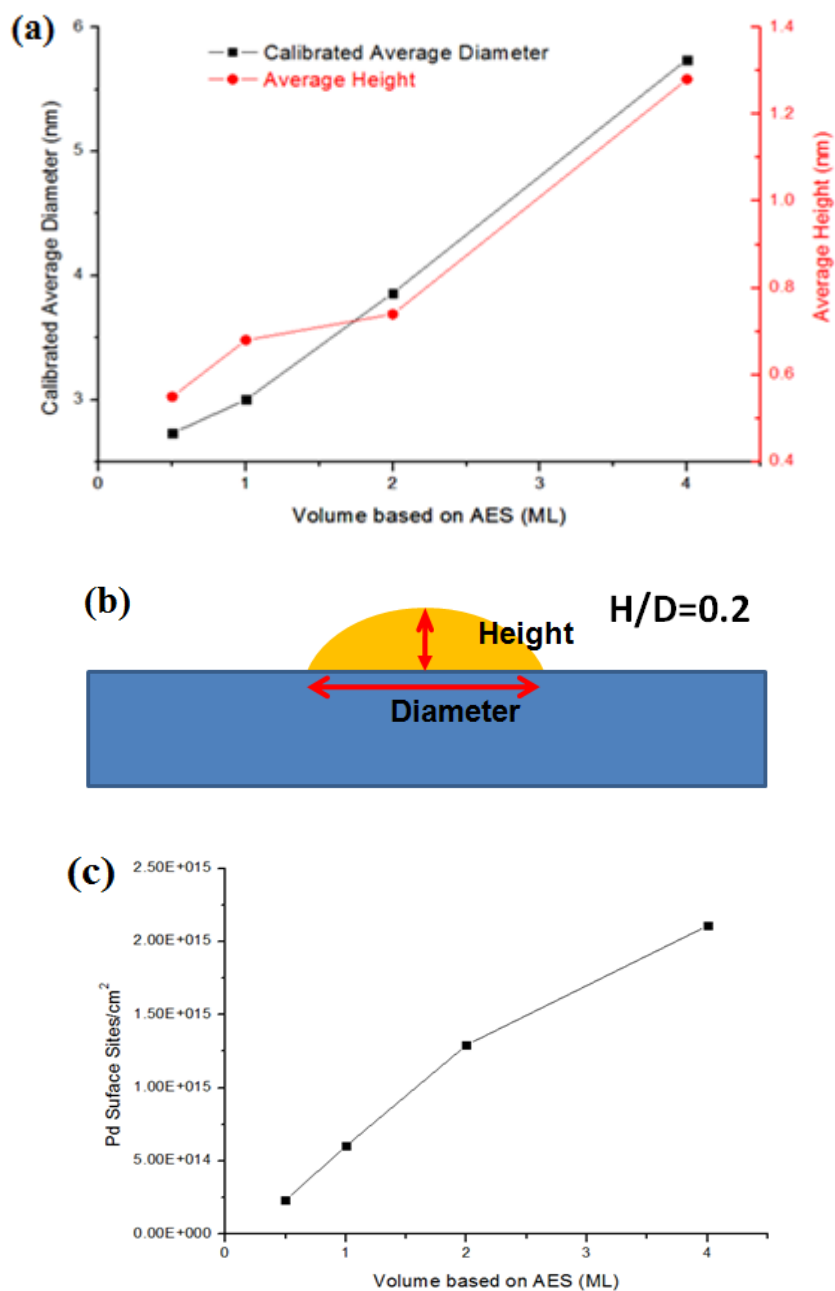 (a)
Calibrated Average Diameter
Average Height
6
5
4
3
Calibrated Average Diameter (nm)
1.4
1.2
1.0
0.8
0.6
0.4
Average Height (nm)
0 1 2 3 4
Volume based on AES (ML)
(b)
H/D=0.2
Height
Diameter
(c)
2.50E+015
2.00E+015
1.50E+015
1.00E+015
5.00E+014
0.00E+000
Pd Suface Sites/cm²
0 1 2 3 4
Volume based on AES (ML)